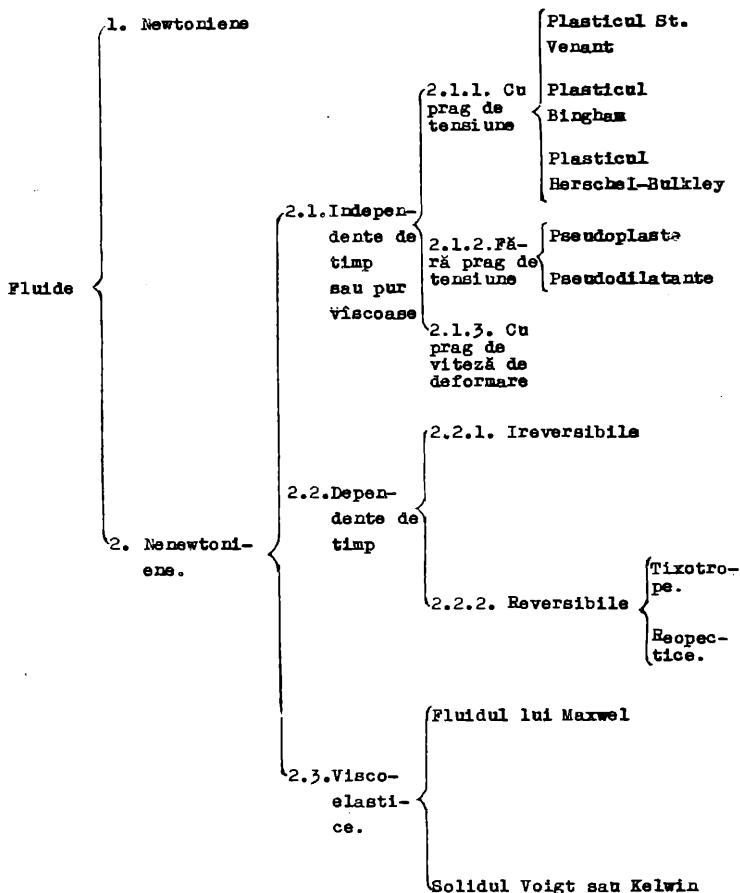 Fluide
1. Newtoniene
2. Nenewtoni-
ene.
2.1. Indepen-
dente de
timp
sau pur
vîscoase
2.1.1. Cu
prag de
tensiune
Plasticul St.
Venant
Plasticul
Bingham
Plasticul
Herschel-Bulkley
2.1.2. Fă-
ră prag de
tensiune
Pseudoplaste
Pseudodilatante
2.1.3. Cu
prag de
viteză de
deformare
2.2. Depen-
dente de
timp
2.2.1. Ireversibile
2.2.2. Reversibile
Tixotro-
pe.
Reopec-
tice.
2.3. Visco-
elasti-
ce.
Fluidul lui Maxwel
Solidul Voigt sau Kelwin